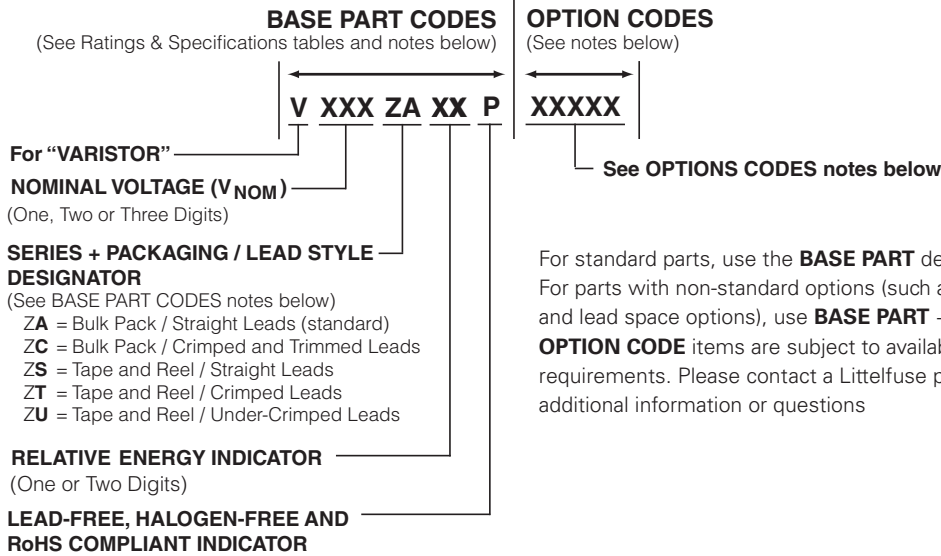 BASE PART CODES
(See Ratings & Specifications tables and notes below)
OPTION CODES
(See notes below)
V XXX ZA XX P XXXXX
For “VARISTOR”
See OPTIONS CODES notes below
NOMINAL VOLTAGE (VNOM)
(One, Two or Three Digits)
SERIES + PACKAGING / LEAD STYLE
DESIGNATOR
(See BASE PART CODES notes below)
ZA = Bulk Pack / Straight Leads (standard)
ZC = Bulk Pack / Crimped and Trimmed Leads
ZS = Tape and Reel / Straight Leads
ZT = Tape and Reel / Crimped Leads
ZU = Tape and Reel / Under-Crimped Leads
RELATIVE ENERGY INDICATOR
(One or Two Digits)
LEAD-FREE, HALOGEN-FREE AND
RoHS COMPLIANT INDICATOR
For standard parts, use the BASE PART de
For parts with non-standard options (such a
and lead space options), use BASE PART
OPTION CODE items are subject to availab
requirements. Please contact a Littelfuse p
additional information or questions